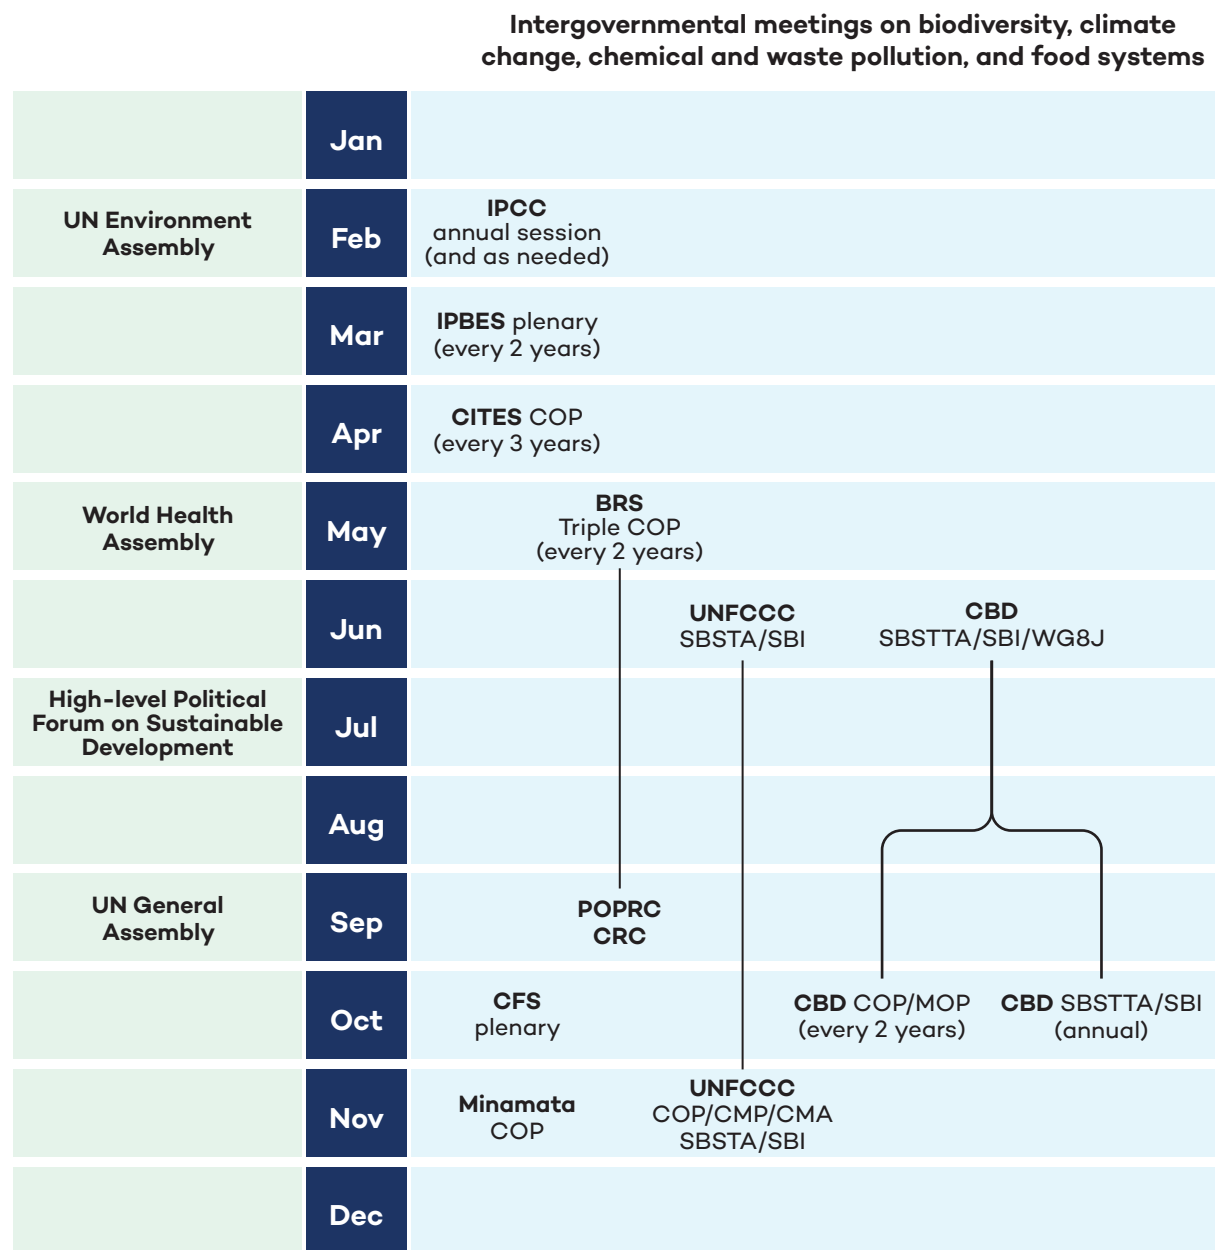 Intergovernmental meetings on biodiversity, climate
change, chemical and waste pollution, and food systems
Jan
UN Environment
Assembly
Feb
IPCC
annual session
(and as needed)
Mar
IPBES plenary
(every 2 years)
Apr
CITES COP
(every 3 years)
World Health
Assembly
May
BRS
Triple COP
(every 2 years)
Jun
UNFCCC
SBSTA/SBI
CBD
SBSTTA/SBI/WG8J
High-level Political
Forum on Sustainable
Development
Jul
Aug
UN General
Assembly
Sep
POPRC
CRC
Oct
CFS
plenary
CBD COP/MOP
(every 2 years)
CBD SBSTTA/SBI
(annual)
Nov
Minamata
COP
UNFCCC
COP/CMP/CMA
SBSTA/SBI
Dec